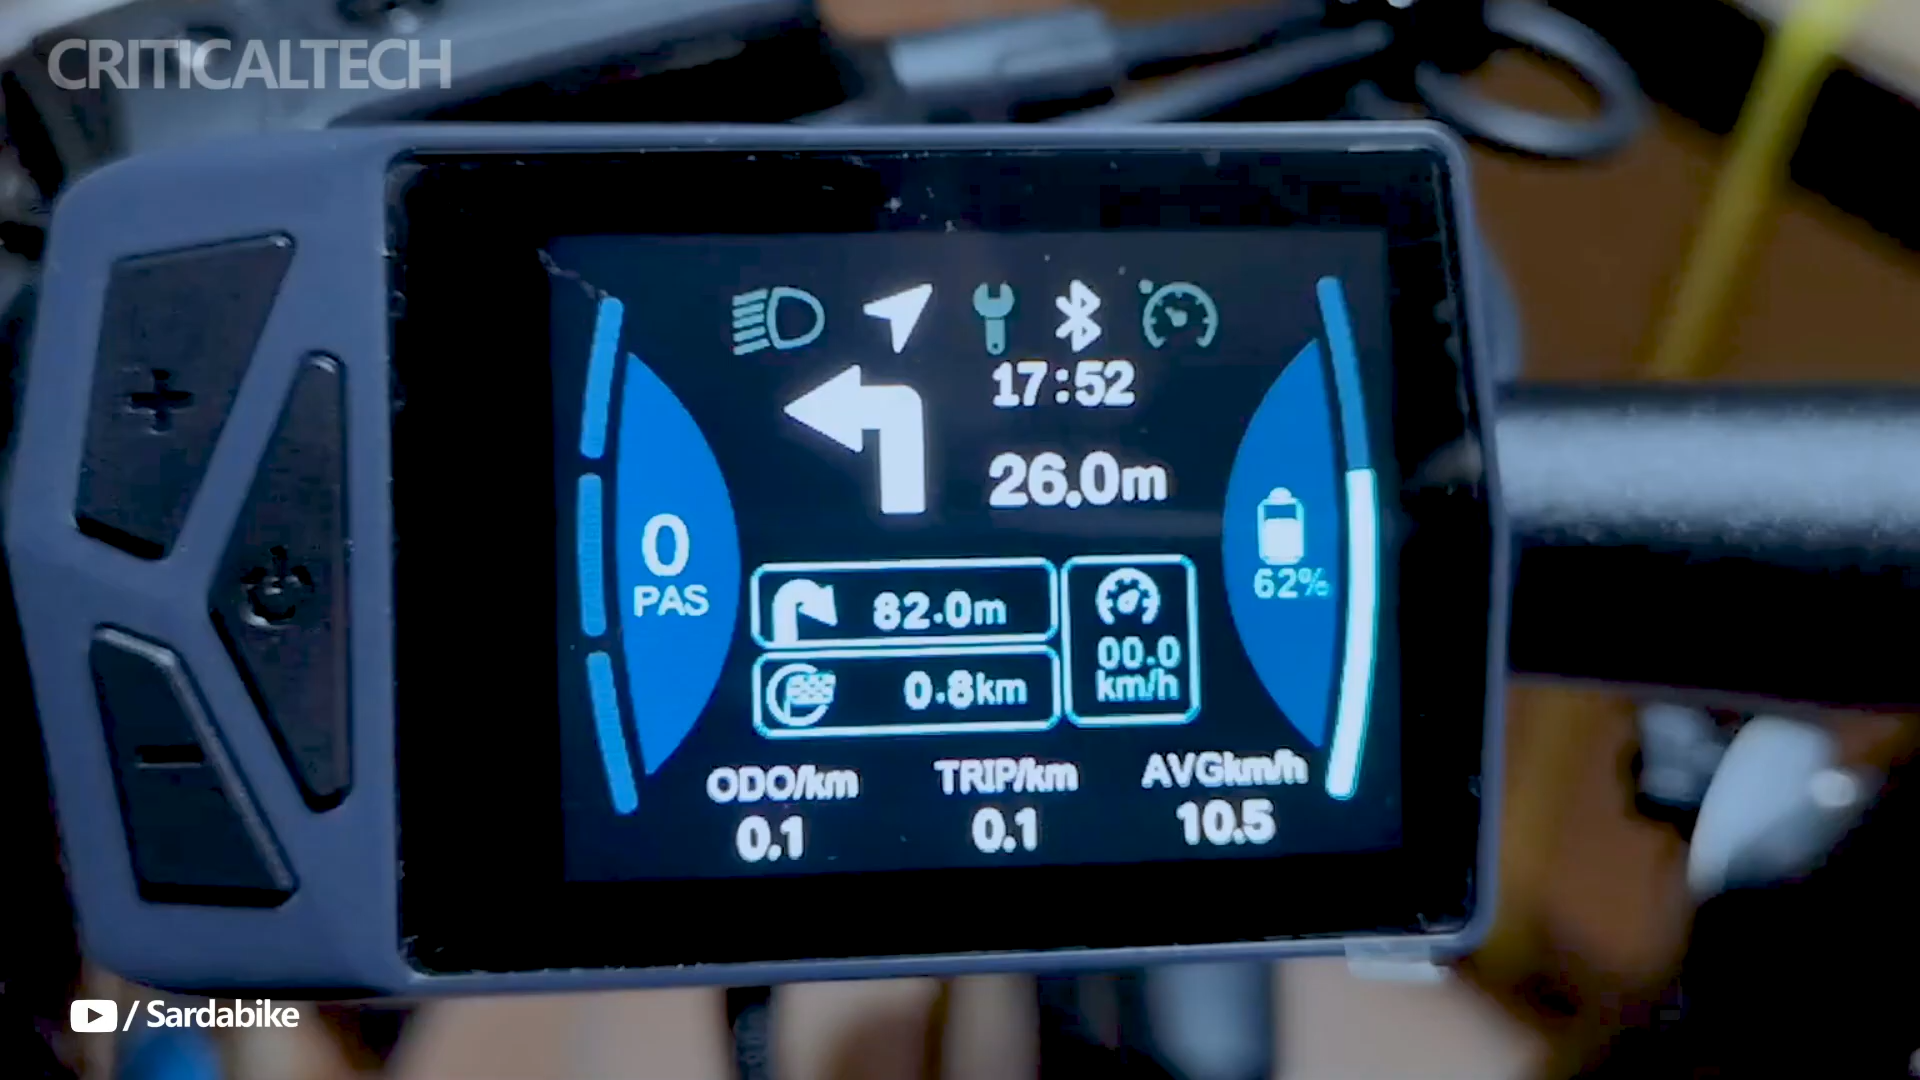 CRITICALTECH
17:52
26.0m
0
PAS
82.0m
0.8km
00.0
km/h
62%
ODO/km
0.1
TRIP/km
0.1
AVGkm/h
10.5
/ Sardabike